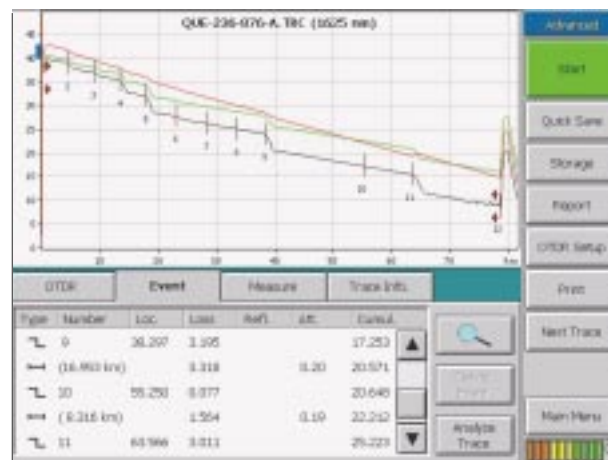 QUE-236-076-A.TRC (1625 nm)
Advanced
Start
Quick Save
Storage
Report
OTDR Setup
Print
Next Trace
Main Menu
OTDR Event Measure Trace Info.
Type Number Loc. Loss Refl. Att. Cumul.
9 38.297 3.195 17.253
(16.953 km) 3.318 0.20 20.571
10 55.250 0.077 20.648
( 8.316 km) 1.564 0.19 22.212
11 63.566 3.011 25.223
Analyze
Trace